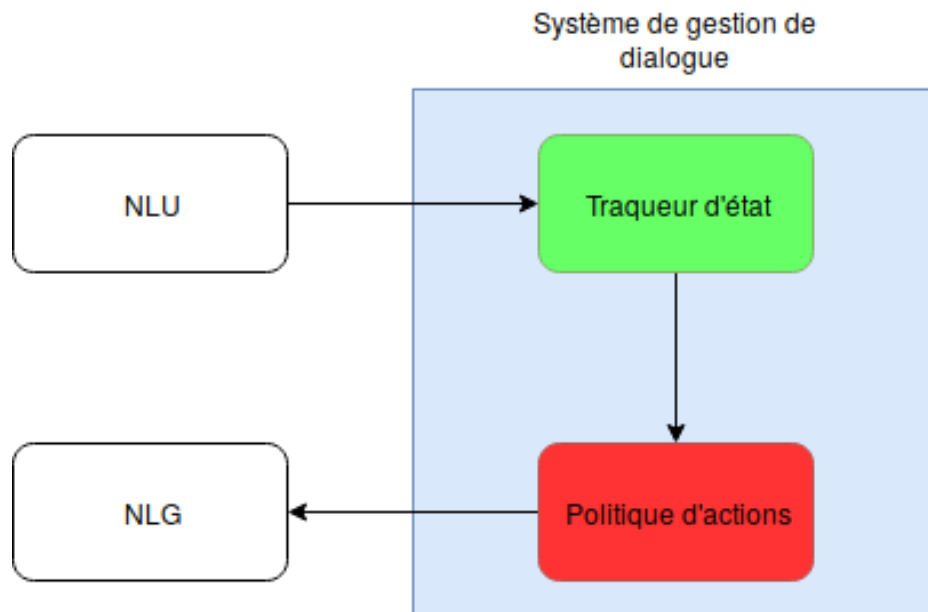 Système de gestion de
dialogue
NLU
Traqueur d'état
NLG
Politique d'actions